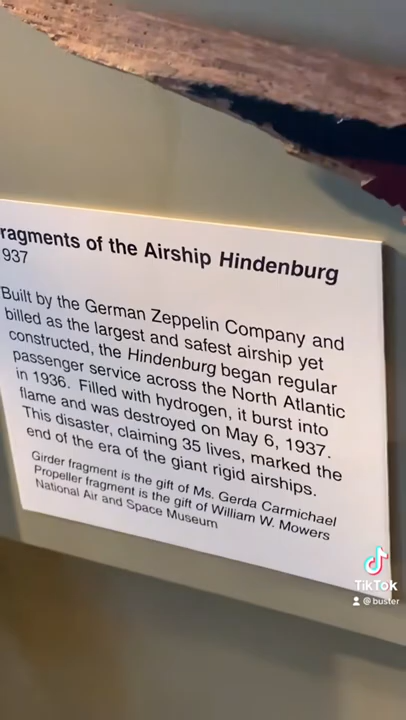 ragments of the Airship Hindenburg
937
Built by the German Zeppelin Company and
billed as the largest and safest airship yet
constructed, the Hindenburg began regular
passenger service across the North Atlantic
in 1936. Filled with hydrogen, it burst into
flame and was destroyed on May 6, 1937.
This disaster, claiming 35 lives, marked the
end of the era of the giant rigid airships.
Girder fragment is the gift of Ms. Gerda Carmichael
Propeller fragment is the gift of William W. Mowers
National Air and Space Museum
TikTok
@buster